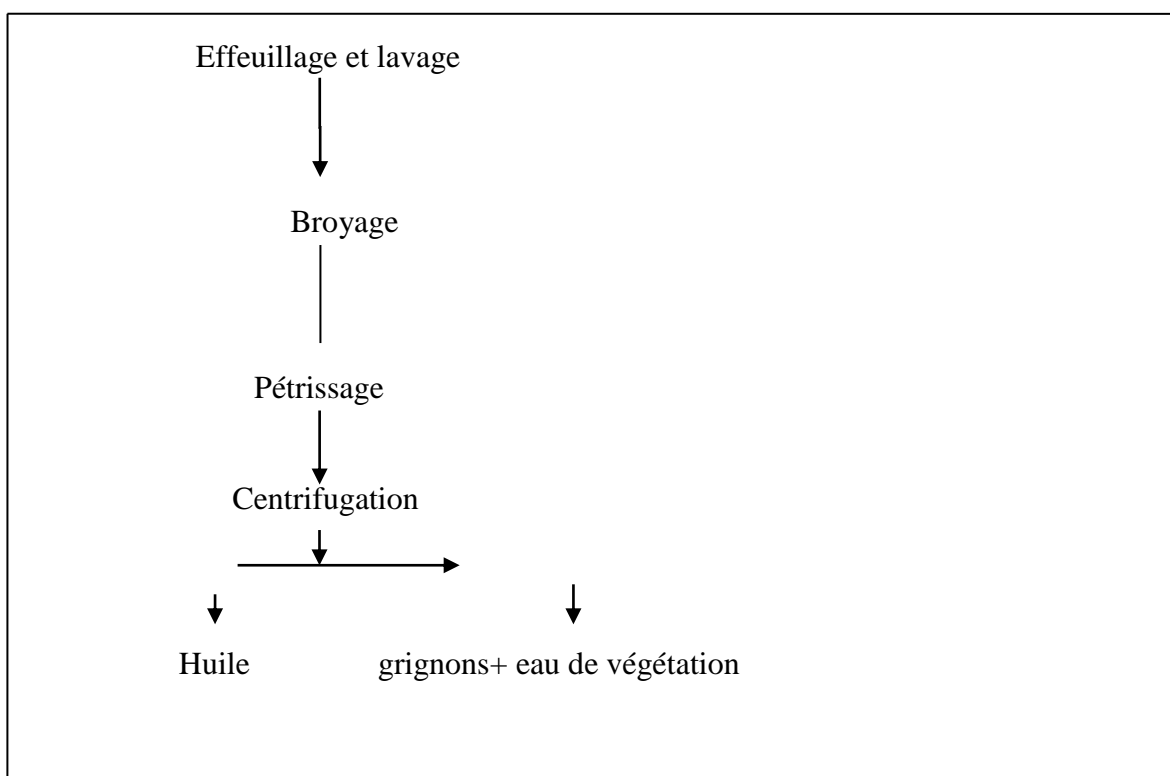 Effeuillage et lavage
Broyage
Pétrissage
Centrifugation
Huile grignons+ eau de végétation